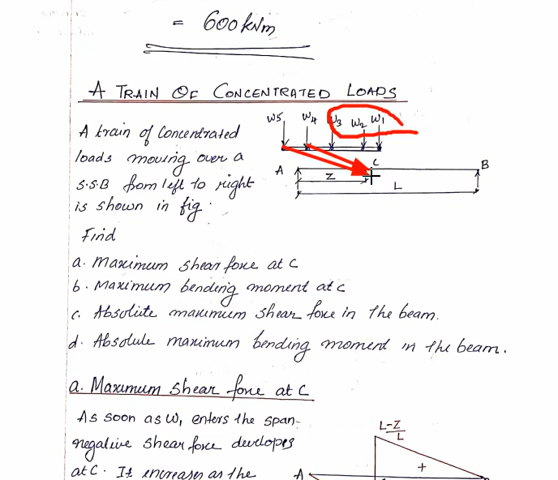 = 600 kNm
A TRAIN OF CONCENTRATED LOADS
W5 W4 W3 W2 W1
A train of Concentrated
loads moving over a
S.S.B from left to right
is shown in fig.
A Z C B
L
Find
a. Maximum shear force at C
b. Maximum bending moment at C
c. Absolute maximum shear force in the beam.
d. Absolute maximum bending moment in the beam.
a. Maximum shear force at C
As soon as W, enters the span-
negative shear force developes
at C. It increases as the
L-Z
L
+
A